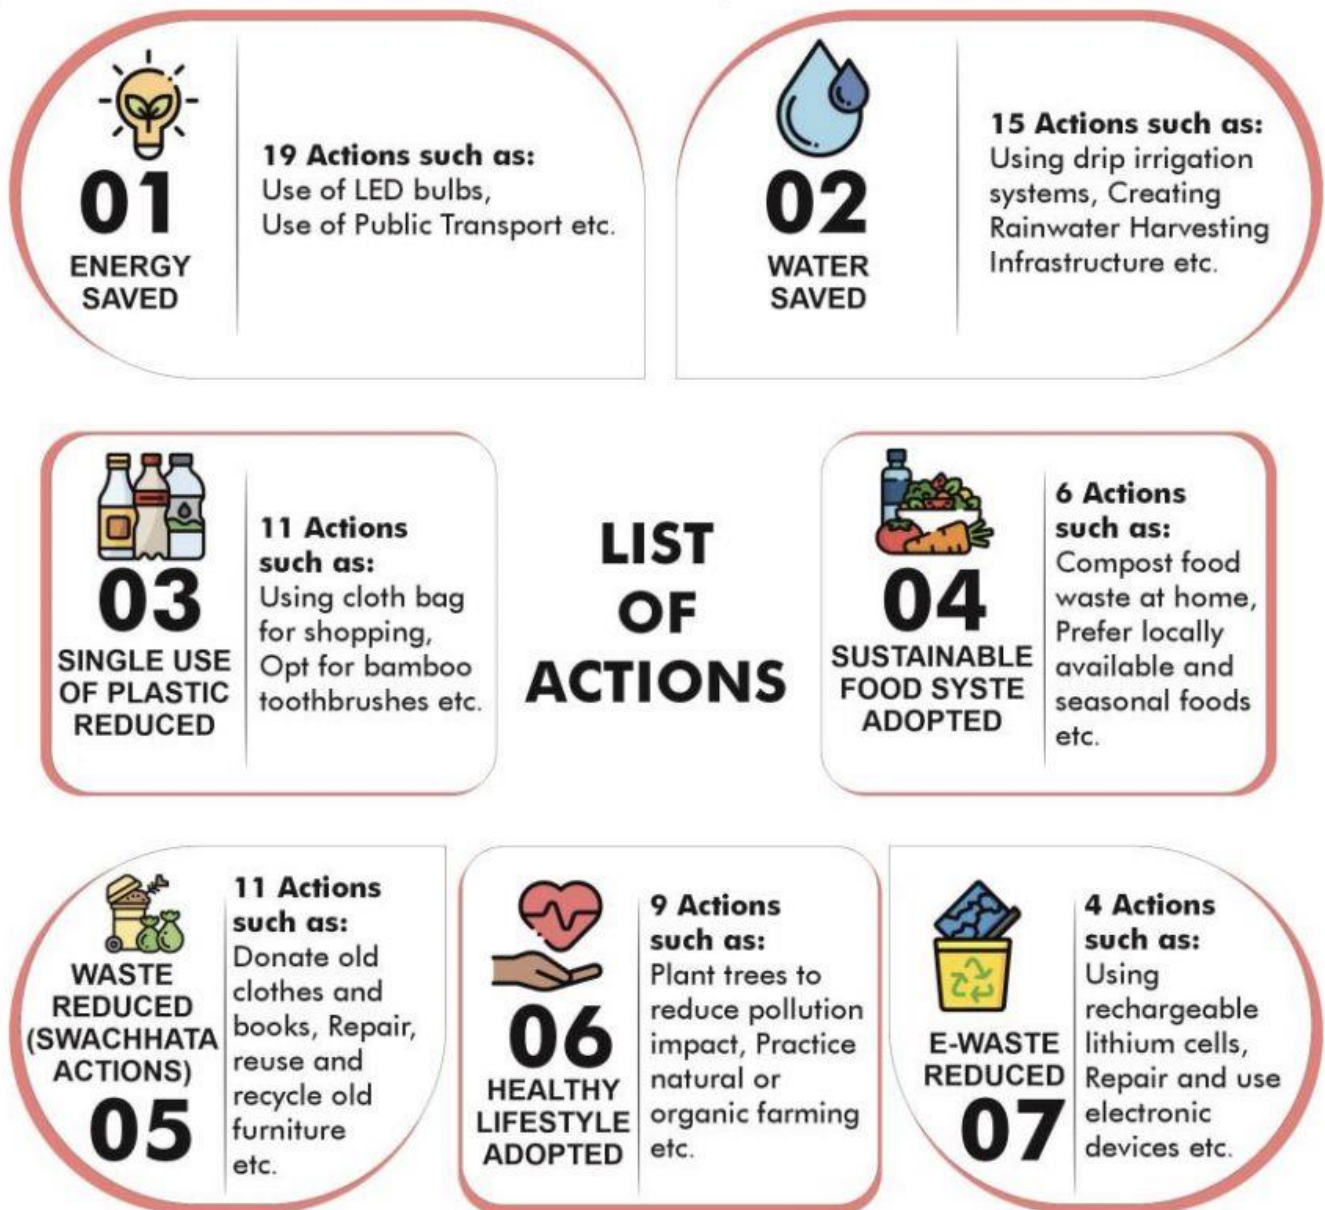 01
ENERGY
SAVED
19 Actions such as:
Use of LED bulbs,
Use of Public Transport etc.
02
WATER
SAVED
15 Actions such as:
Using drip irrigation
systems, Creating
Rainwater Harvesting
Infrastructure etc.
03
SINGLE USE
OF PLASTIC
REDUCED
11 Actions
such as:
Using cloth bag
for shopping,
Opt for bamboo
toothbrushes etc.
LIST
OF
ACTIONS
04
SUSTAINABLE
FOOD SYSTE
ADOPTED
6 Actions
such as:
Compost food
waste at home,
Prefer locally
available and
seasonal foods
etc.
WASTE
REDUCED
(SWACHHATA
ACTIONS)
05
11 Actions
such as:
Donate old
clothes and
books, Repair,
reuse and
recycle old
furniture
etc.
06
HEALTHY
LIFESTYLE
ADOPTED
9 Actions
such as:
Plant trees to
reduce pollution
impact, Practice
natural or
organic farming
etc.
E-WASTE
REDUCED
07
4 Actions
such as:
Using
rechargeable
lithium cells,
Repair and use
electronic
devices etc.